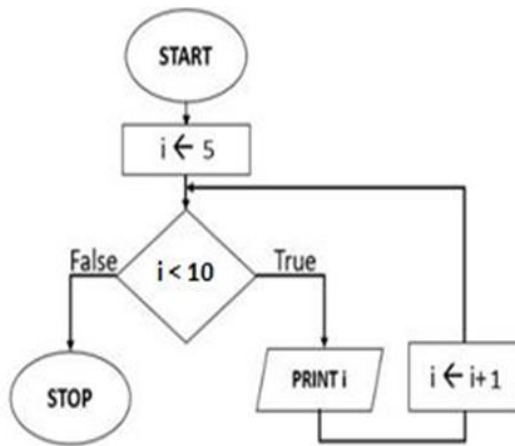 START
i ← 5
False
i < 10
True
STOP
PRINT i
i ← i+1